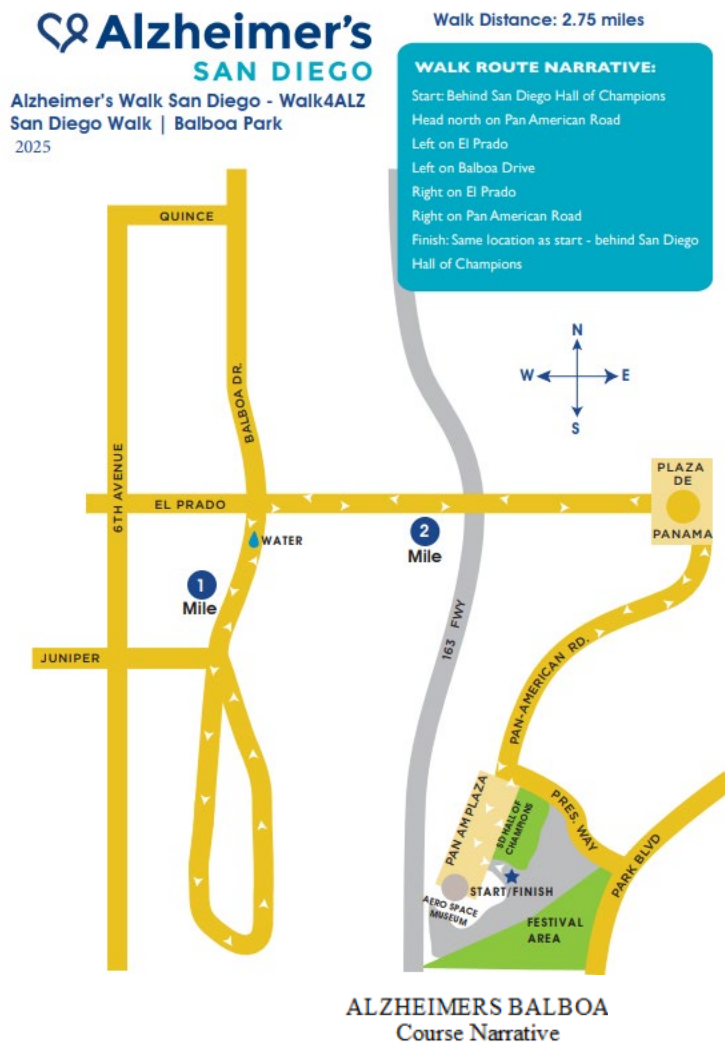 Alzheimer's
SAN DIEGO
Alzheimer's Walk San Diego - Walk4ALZ
San Diego Walk | Balboa Park
2025
Walk Distance: 2.75 miles
WALK ROUTE NARRATIVE:
Start: Behind San Diego Hall of Champions
Head north on Pan American Road
Left on El Prado
Left on Balboa Drive
Right on El Prado
Right on Pan American Road
Finish: Same location as start - behind San Diego
Hall of Champions
QUINCE
BALBOA DR.
6TH AVENUE
N
W E
S
EL PRADO
PLAZA
DE
PANAMA
WATER
1
Mile
2
Mile
JUNIPER
163 FWY
PAN-AMERICAN RD.
PAN AM PLAZA
SD HALL OF
CHAMPIONS
PRES. WAY
PARK BLVD
START/FINISH
AERO SPACE
MUSEUM
FESTIVAL
AREA
ALZHEIMERS BALBOA
Course Narrative